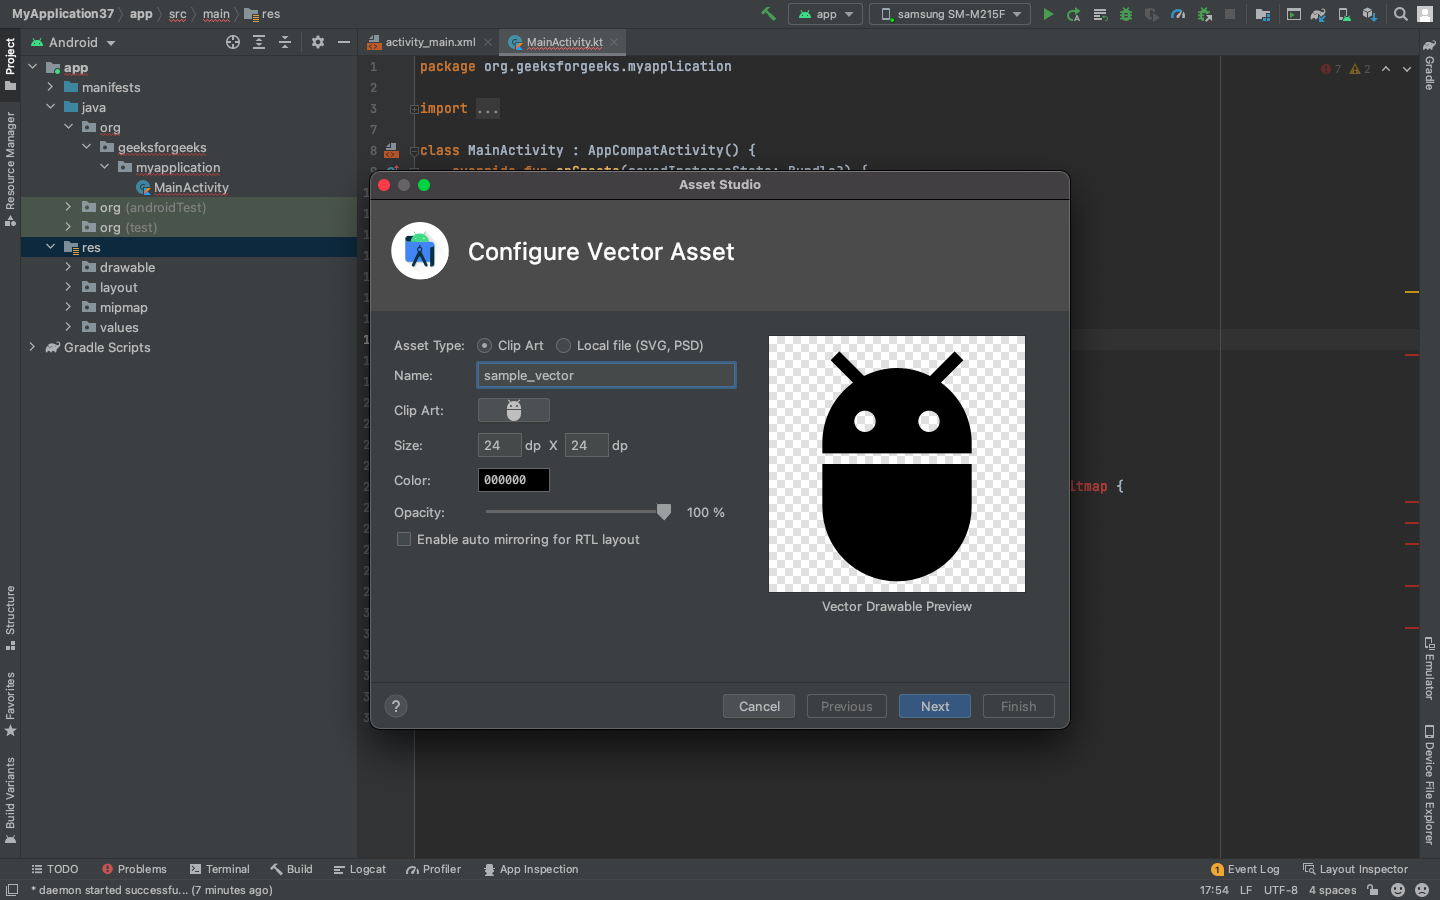 MyApplication37 app src main res
app
samsung SM-M215F
Project
Resource Manager
Structure
Favorites
Build Variants
Android
app
manifests
java
org
geeksforgeeks
myapplication
MainActivity
org (androidTest)
org (test)
res
drawable
layout
mipmap
values
Gradle Scripts
activity_main.xml
MainActivity.kt
1 package org.geeksforgeeks.myapplication
2
3 import ...
7
8 class MainActivity : AppCompatActivity() {
7 2
itmap {
Asset Studio
Configure Vector Asset
Asset Type: Clip Art Local file (SVG, PSD)
Name: sample_vector
Clip Art:
Size: 24 dp X 24 dp
Color: 000000
Opacity: 100 %
Enable auto mirroring for RTL layout
Vector Drawable Preview
? Cancel Previous Next Finish
Gradle
Emulator
Device File Explorer
TODO Problems Terminal Build Logcat Profiler App Inspection
1 Event Log Layout Inspector
* daemon started successfu... (7 minutes ago)
17:54 LF UTF-8 4 spaces